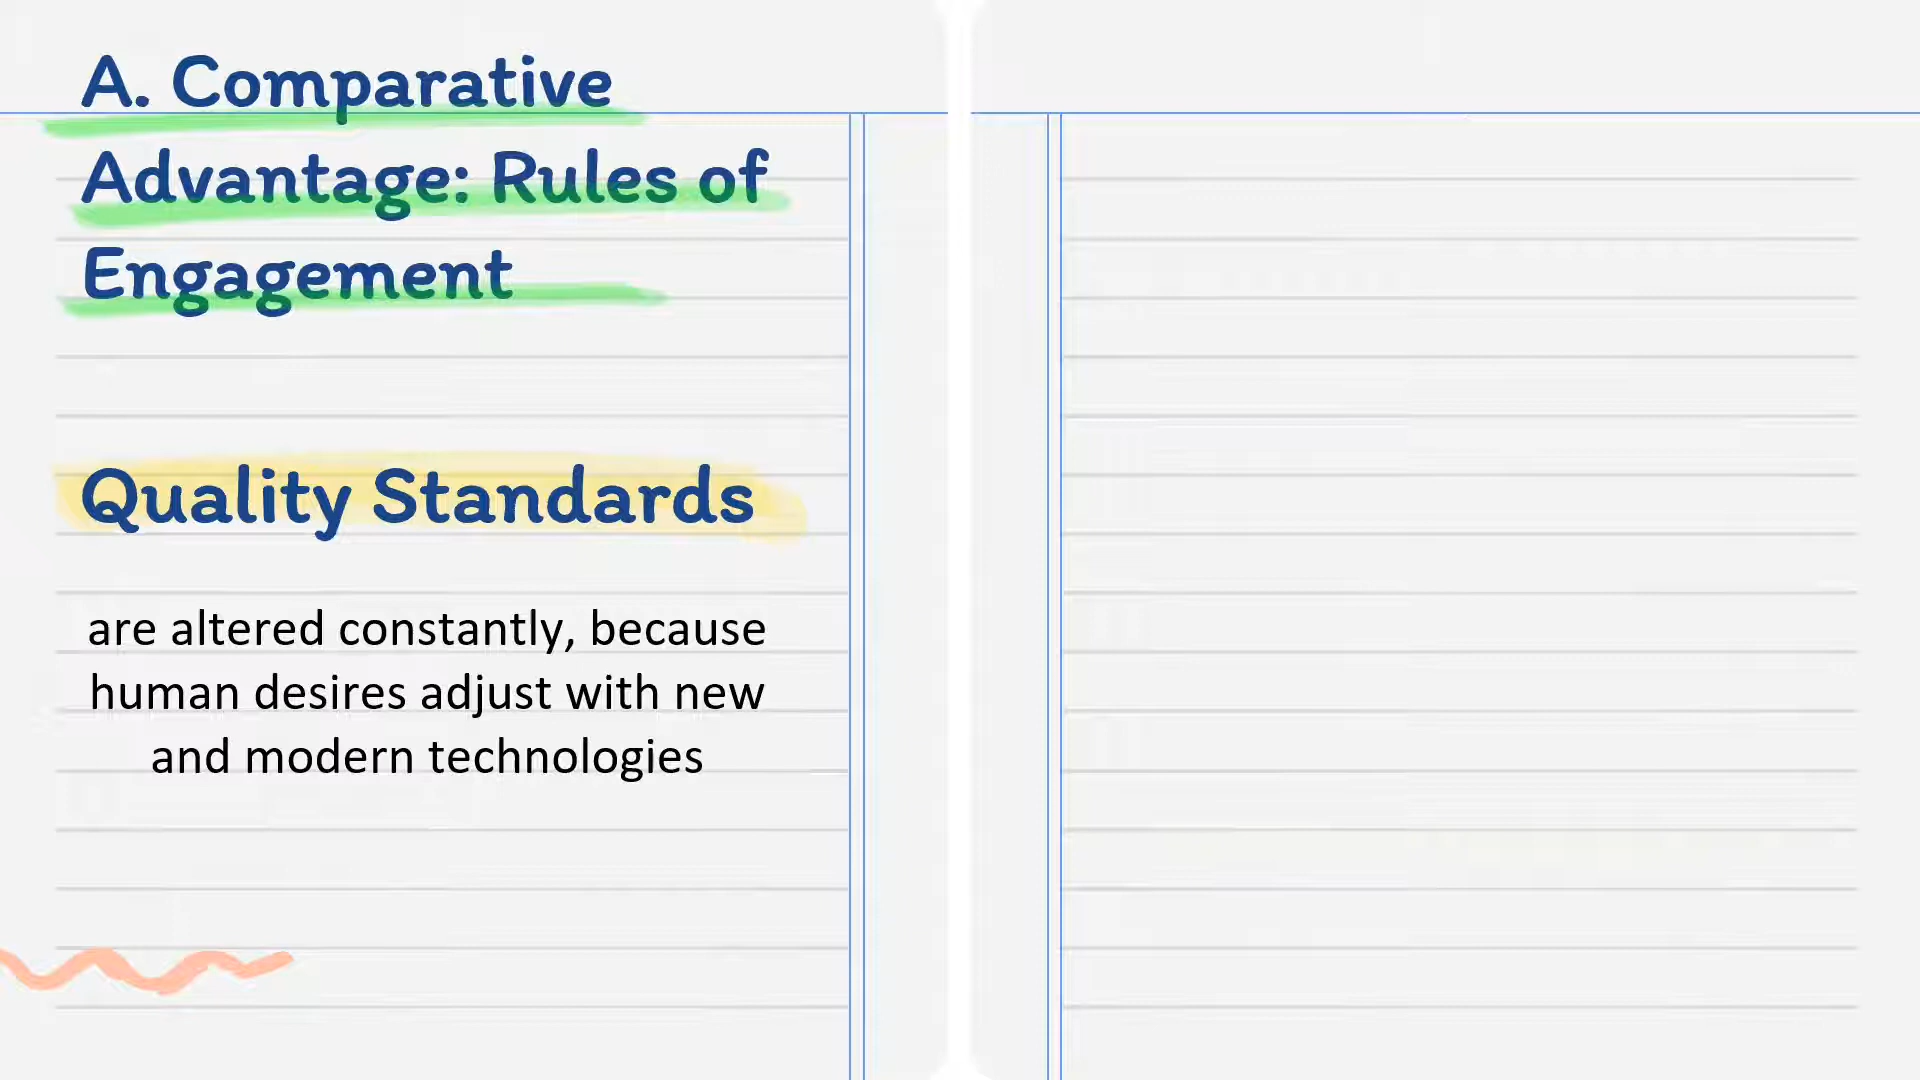 A. Comparative
Advantage: Rules of
Engagement
Quality Standards
are altered constantly, because
human desires adjust with new
and modern technologies